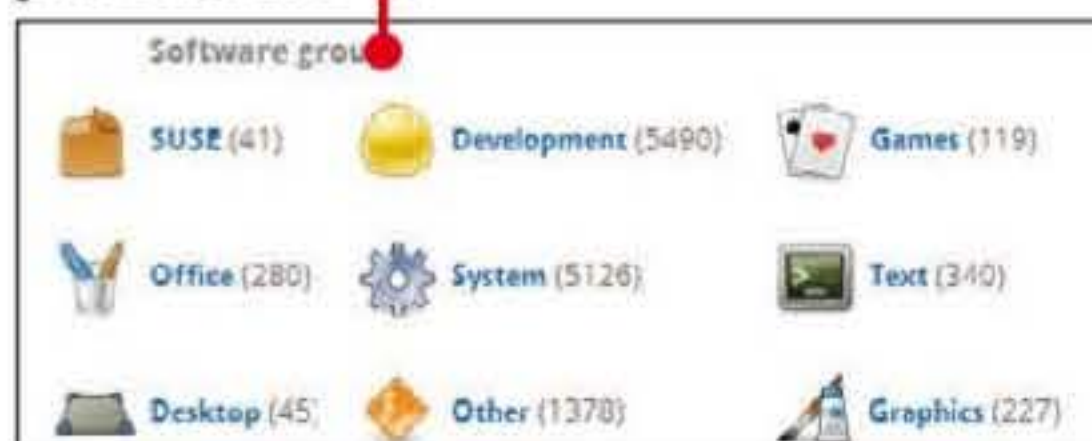 Software grou
SUSE (41) Development (5490) Games (119)
Office (280) System (5126) Text (340)
Desktop (45) Other (1378) Graphics (227)